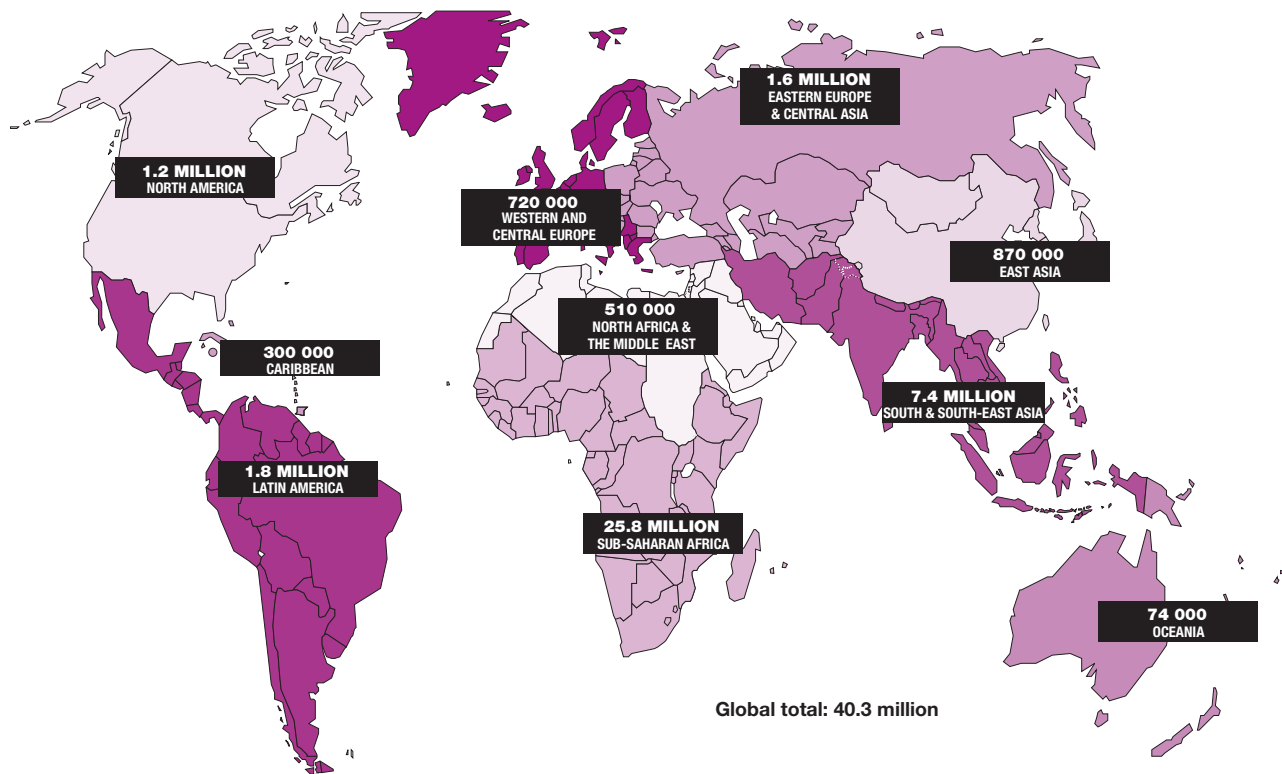 1.6 MILLION
EASTERN EUROPE
& CENTRAL ASIA
1.2 MILLION
NORTH AMERICA
720 000
WESTERN AND
CENTRAL EUROPE
870 000
EAST ASIA
510 000
NORTH AFRICA &
THE MIDDLE EAST
300 000
CARIBBEAN
7.4 MILLION
SOUTH & SOUTH-EAST ASIA
1.8 MILLION
LATIN AMERICA
25.8 MILLION
SUB-SAHARAN AFRICA
74 000
OCEANIA
Global total: 40.3 million